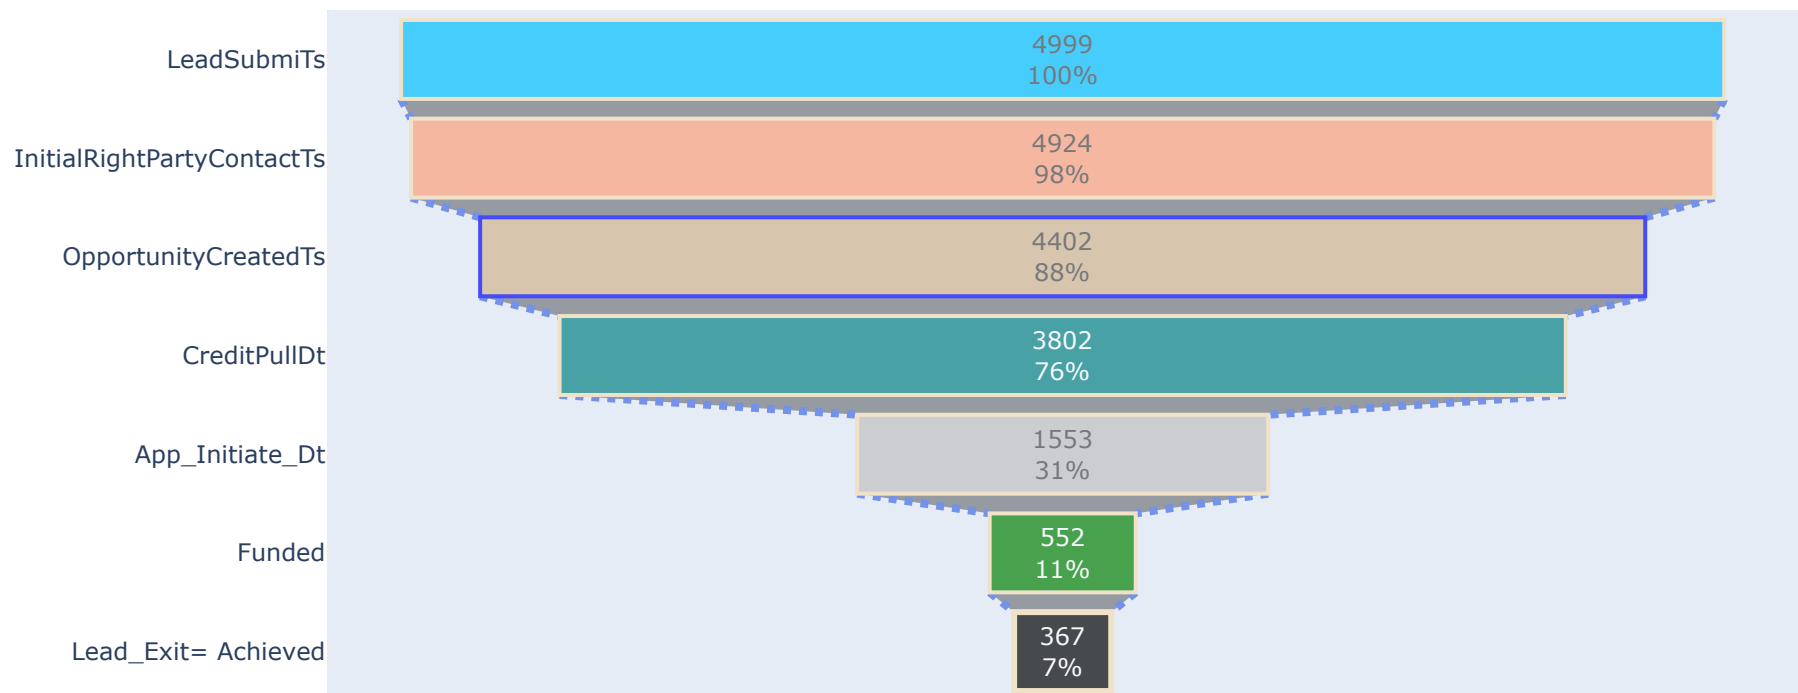 LeadSubmiTs
4999
100%
InitialRightPartyContactTs
4924
98%
OpportunityCreatedTs
4402
88%
CreditPullDt
3802
76%
App_Initiate_Dt
1553
31%
Funded
552
11%
Lead_Exit= Achieved
367
7%